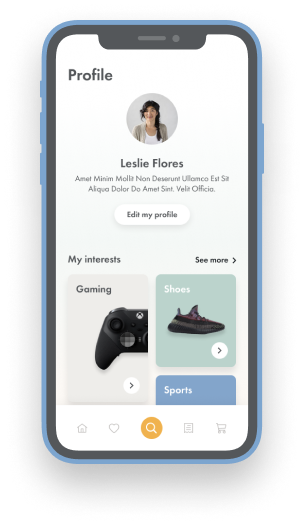 Profile
Leslie Flores
Amet Minim Mollit Non Deserunt Ullamco Est Sit
Aliqua Dolor Do Amet Sint. Velit Officia.
Edit my profile
My interests
See more
Gaming
Shoes
Sports